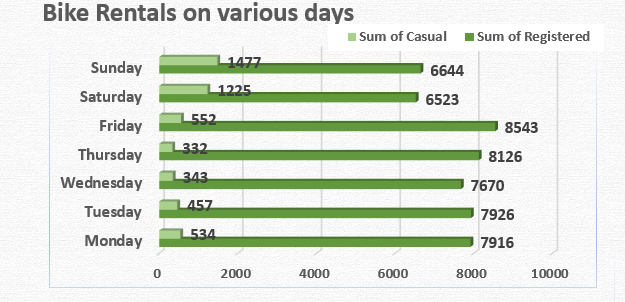 Bike Rentals on various days
Sum of Casual Sum of Registered
Sunday 1477 6644
Saturday 1225 6523
Friday 552 8543
Thursday 332 8126
Wednesday 343 7670
Tuesday 457 7926
Monday 534 7916
0 2000 4000 6000 8000 10000